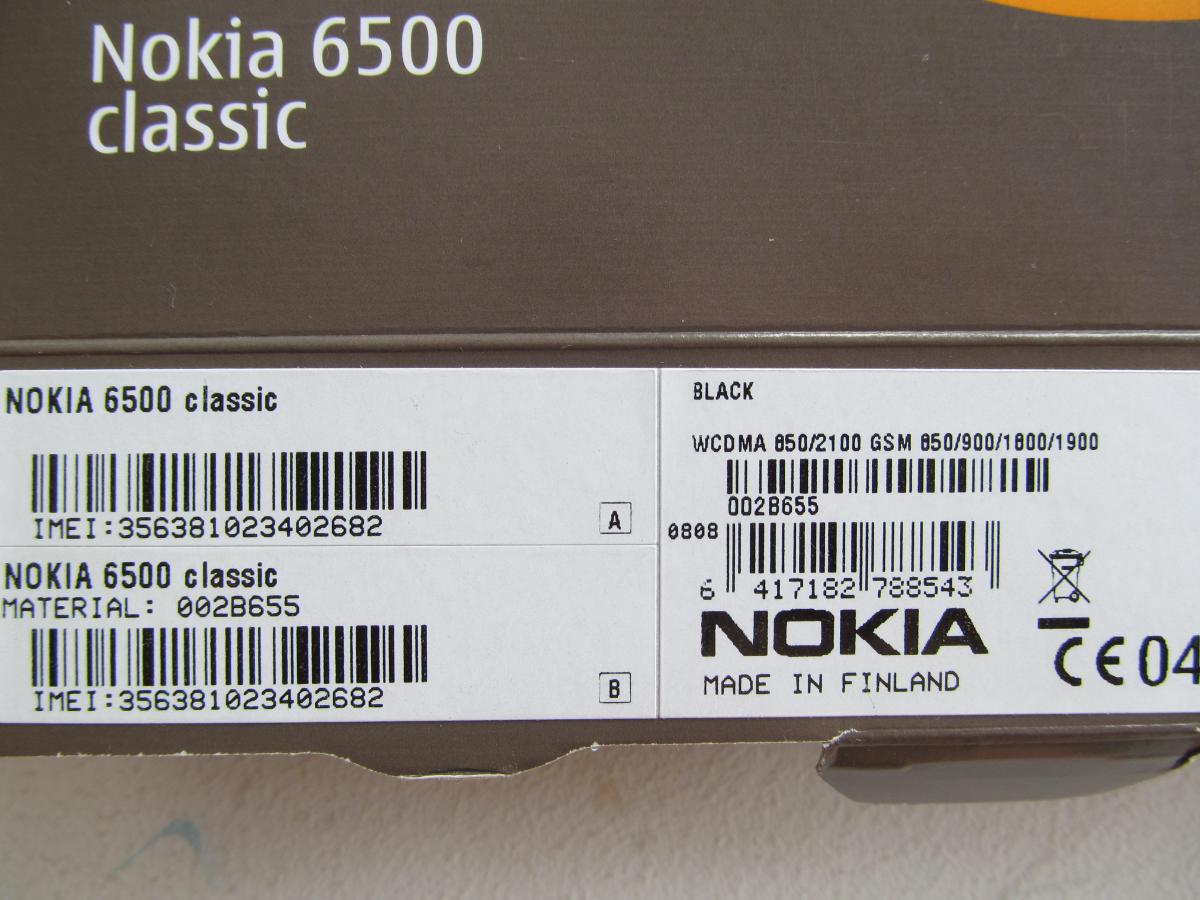 Nokia 6500
classic
NOKIA 6500 classic
IMEI:356381023402682
A
NOKIA 6500 classic
MATERIAL: 002B655
IMEI:356381023402682
B
BLACK
WCDMA 850/2100 GSM 850/900/1800/1900
002B655
0808
6 417182 788543
NOKIA
MADE IN FINLAND
CE 04